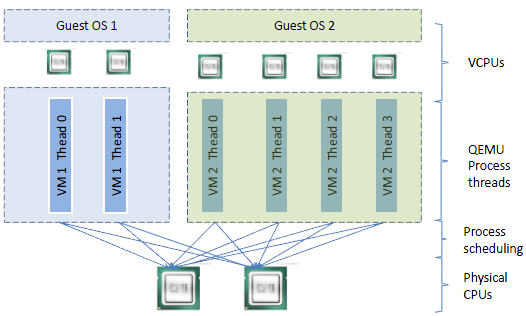 Guest OS 1
Guest OS 2
VCPUs
VM 1 Thead 0
VM 1 Thead 1
VM 2 Thead 0
VM 2 Thead 1
VM 2 Thead 2
VM 2 Thead 3
QEMU
Process
threads
Process
scheduling
Physical
CPUs